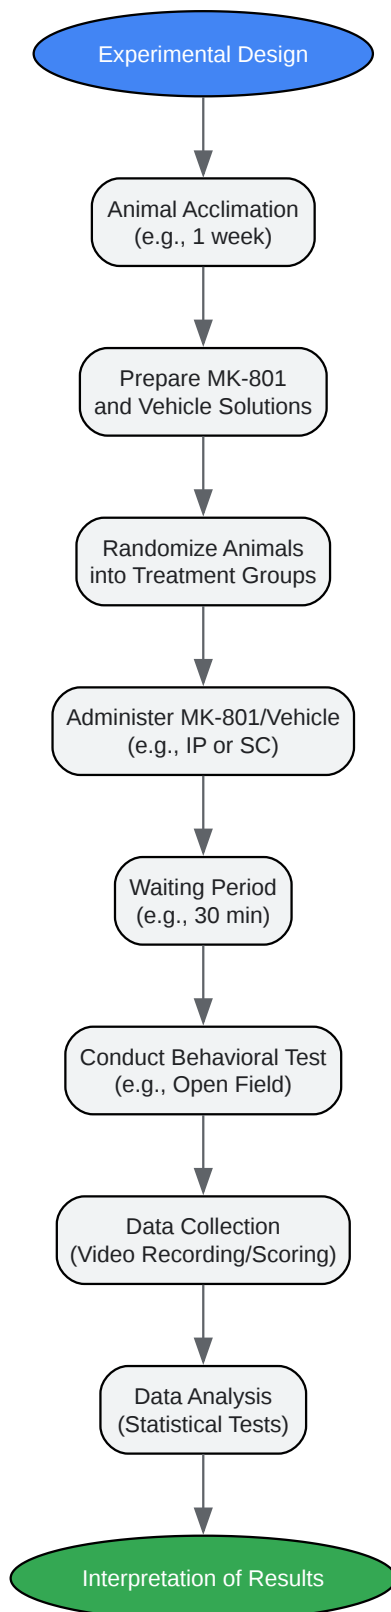 Experimental Design
Animal Acclimation
(e.g., 1 week)
Prepare MK-801
and Vehicle Solutions
Randomize Animals
into Treatment Groups
Administer MK-801/Vehicle
(e.g., IP or SC)
Waiting Period
(e.g., 30 min)
Conduct Behavioral Test
(e.g., Open Field)
Data Collection
(Video Recording/Scoring)
Data Analysis
(Statistical Tests)
Interpretation of Results